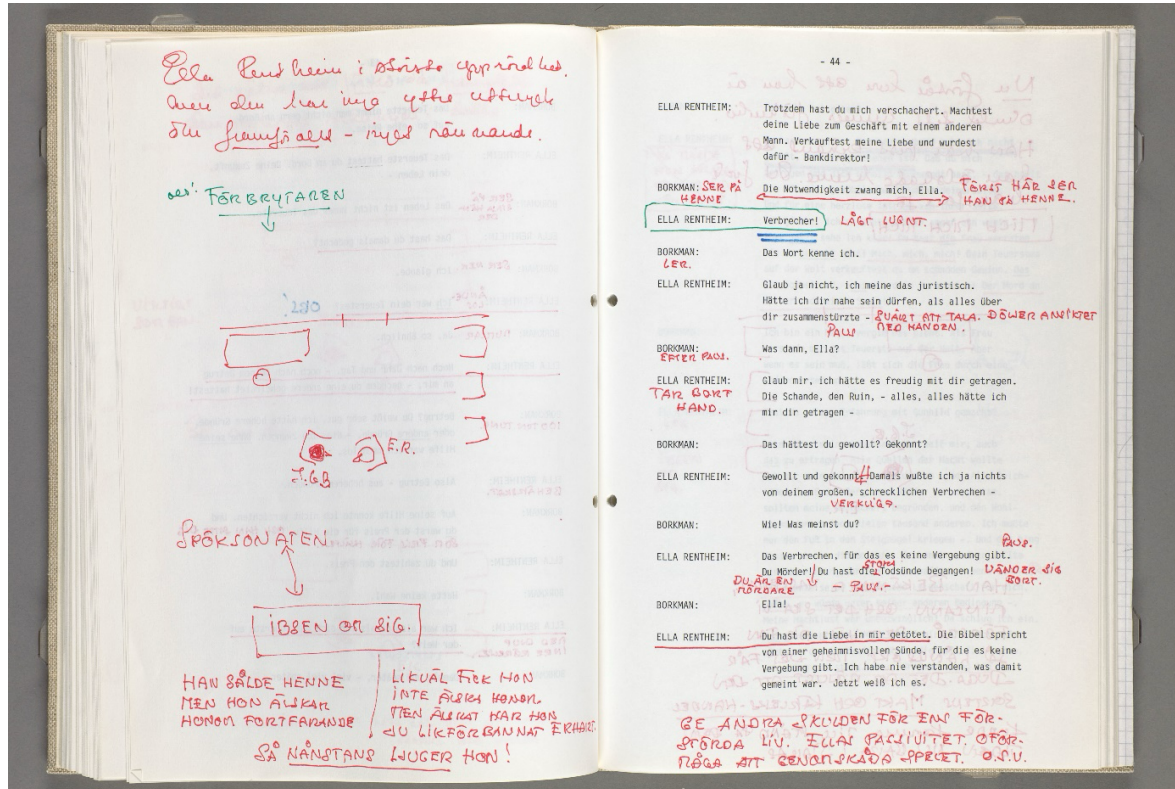 Ella Rentheim i största upprördhet.
men den har inga yttre uttryck
den framföres - inget närvarande.
FÖRBRYTAREN
OBS!
E.R.
J.G.B
SPÖKSONATEN
IBSEN OR SIG.
HAN SÅLDE HENNE
MEN HON ÄLSKAR
HONOM FORTFARANDE
LIKVÄL FICK HON
INTE ÄLSKA HONOM.
MEN ÄLSKAT HAR HON
JU LIKFÖRBANNAT ERHART.
SÅ NÅNSTANS LJUGER HON!
- 44 -
ELLA RENTHEIM: Trotzdem hast du mich verschachert. Machtest
deine Liebe zum Geschäft mit einem anderen
Mann. Verkauftest meine Liebe und wurdest
dafür - Bankdirektor!
BORKMAN: SER PÅ HENNE Die Notwendigkeit zwang mich, Ella. FÖRST HÄR SER
HAN PÅ HENNE.
ELLA RENTHEIM: Verbrecher! LÅGT LUGNT.
BORKMAN: Das Wort kenne ich.
LER.
ELLA RENTHEIM: Glaub ja nicht, ich meine das juristisch.
Hätte ich dir nahe sein dürfen, als alles über
dir zusammenstürzte - SVÅRT ATT TALA. DÖLJER ANSIKTET
PAUS MED HANDEN.
BORKMAN: Was dann, Ella?
EFTER PAUS.
ELLA RENTHEIM: Glaub mir, ich hätte es freudig mit dir getragen.
TAR BORT Die Schande, den Ruin, - alles, alles hätte ich
HAND. mir dir getragen -
BORKMAN: Das hättest du gewollt? Gekonnt?
ELLA RENTHEIM: Gewollt und gekonnt. Damals wußte ich ja nichts
von deinem großen, schrecklichen Verbrechen -
VERKLIGA.
BORKMAN: Wie! Was meinst du?
PAUS.
ELLA RENTHEIM: Das Verbrechen, für das es keine Vergebung gibt.
STORA
Du Mörder! Du hast die Todsünde begangen! VÄNDER SIG
BORT.
DU ÄR EN
MÖRDARE - PAUS.-
BORKMAN: Ella!
ELLA RENTHEIM: Du hast die Liebe in mir getötet. Die Bibel spricht
von einer geheimnisvollen Sünde, für die es keine
Vergebung gibt. Ich habe nie verstanden, was damit
gemeint war. Jetzt weiß ich es.
GE ANDRA SKULDEN FÖR ENS FÖR-
STÖRDA LIV. ELLAS PASSIVITET. OFÖR-
MÅGA ATT GENOMSKÅDA SPELET. O.S.V.